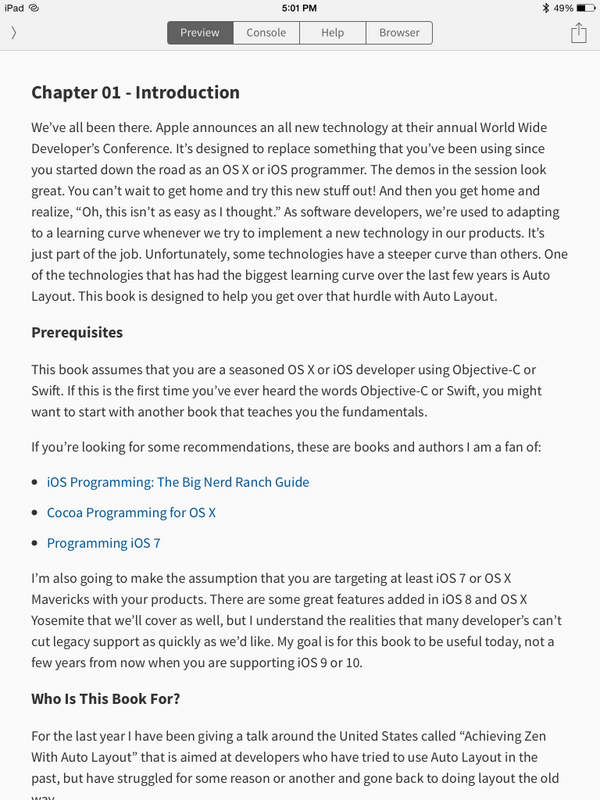 iPad
5:01 PM
49%
Preview
Console
Help
Browser
Chapter 01 - Introduction
We’ve all been there. Apple announces an all new technology at their annual World Wide
Developer’s Conference. It’s designed to replace something that you’ve been using since
you started down the road as an OS X or iOS programmer. The demos in the session look
great. You can’t wait to get home and try this new stuff out! And then you get home and
realize, “Oh, this isn’t as easy as I thought.” As software developers, we’re used to adapting
to a learning curve whenever we try to implement a new technology in our products. It’s
just part of the job. Unfortunately, some technologies have a steeper curve than others. One
of the technologies that has had the biggest learning curve over the last few years is Auto
Layout. This book is designed to help you get over that hurdle with Auto Layout.
Prerequisites
This book assumes that you are a seasoned OS X or iOS developer using Objective-C or
Swift. If this is the first time you’ve ever heard the words Objective-C or Swift, you might
want to start with another book that teaches you the fundamentals.
If you’re looking for some recommendations, these are books and authors I am a fan of:
• iOS Programming: The Big Nerd Ranch Guide
• Cocoa Programming for OS X
• Programming iOS 7
I’m also going to make the assumption that you are targeting at least iOS 7 or OS X
Mavericks with your products. There are some great features added in iOS 8 and OS X
Yosemite that we’ll cover as well, but I understand the realities that many developer’s can’t
cut legacy support as quickly as we’d like. My goal is for this book to be useful today, not a
few years from now when you are supporting iOS 9 or 10.
Who Is This Book For?
For the last year I have been giving a talk around the United States called “Achieving Zen
With Auto Layout” that is aimed at developers who have tried to use Auto Layout in the
past, but have struggled for some reason or another and gone back to doing layout the old
way.